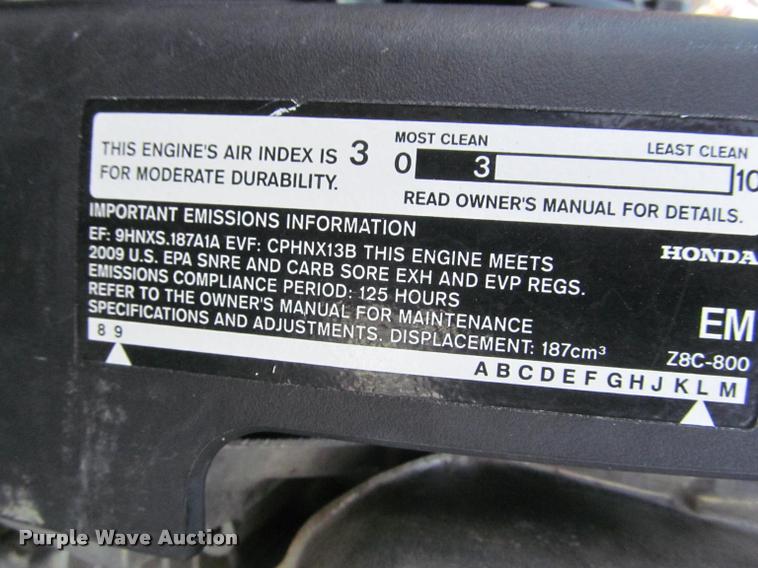 THIS ENGINE'S AIR INDEX IS 3
FOR MODERATE DURABILITY.
MOST CLEAN
LEAST CLEAN
0 3 10
READ OWNER'S MANUAL FOR DETAILS.
IMPORTANT EMISSIONS INFORMATION
EF: 9HNXS.187A1A EVF: CPHNX13B THIS ENGINE MEETS
2009 U.S. EPA SNRE AND CARB SORE EXH AND EVP REGS.
EMISSIONS COMPLIANCE PERIOD: 125 HOURS
REFER TO THE OWNER'S MANUAL FOR MAINTENANCE
SPECIFICATIONS AND ADJUSTMENTS. DISPLACEMENT: 187cm³
HONDA
EM
Z8C-800
8 9
A B C D E F G H J K L M
Purple Wave Auction